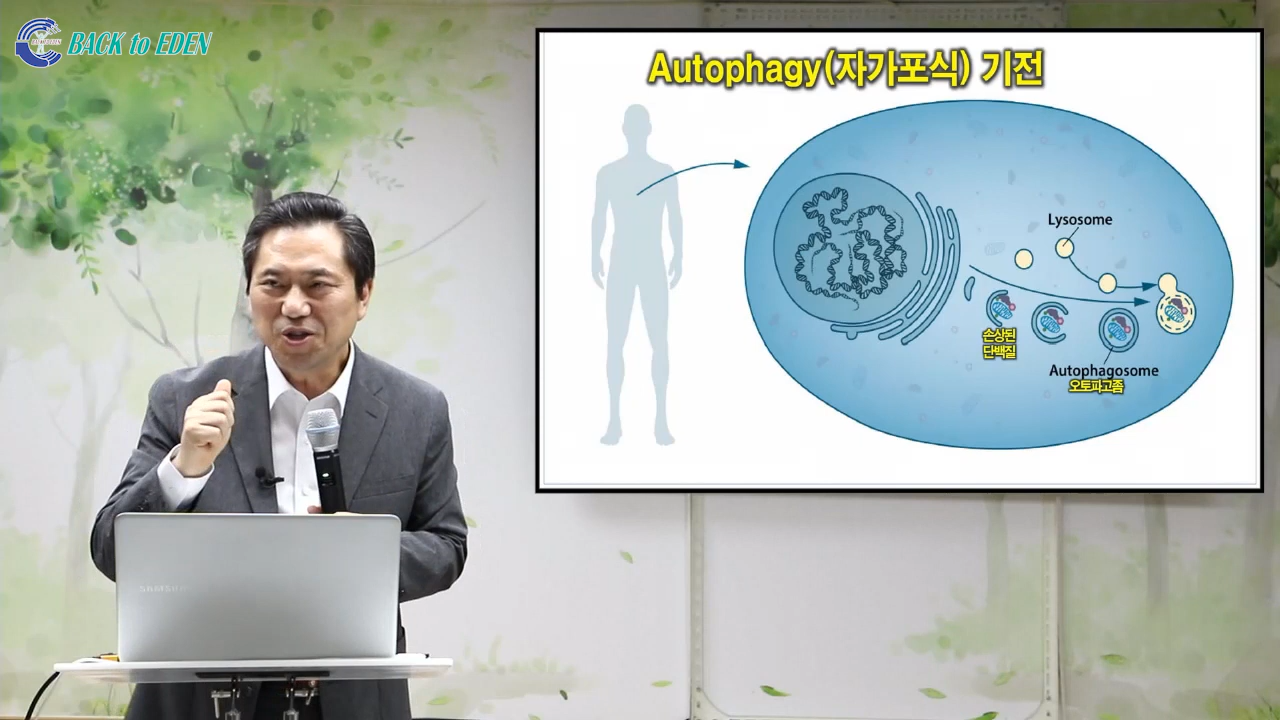 BACK to EDEN
Autophagy(자가포식) 기전
Lysosome
손상된
단백질
Autophagosome
오토파고좀
SAMSUNG